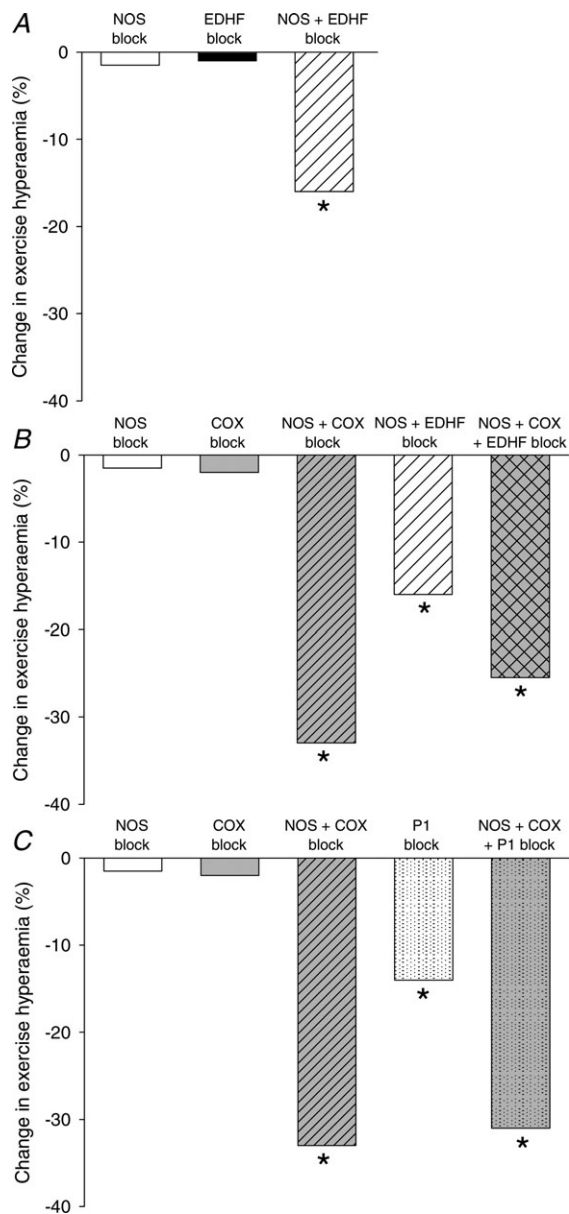 A
NOS
block
EDHF
block
NOS + EDHF
block
Change in exercise hyperaemia (%)
0
-10
-20
-30
-40
*
B
NOS
block
COX
block
NOS + COX
block
NOS + EDHF
block
NOS + COX
+ EDHF block
Change in exercise hyperaemia (%)
0
-10
-20
-30
-40
*
*
*
C
NOS
block
COX
block
NOS + COX
block
P1
block
NOS + COX
+ P1 block
Change in exercise hyperaemia (%)
0
-10
-20
-30
-40
*
*
*